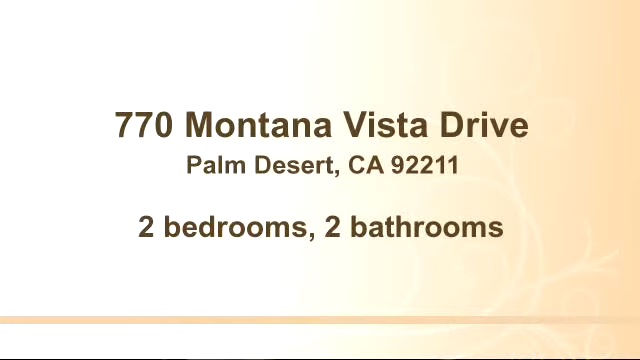 770 Montana Vista Drive
Palm Desert, CA 92211
2 bedrooms, 2 bathrooms